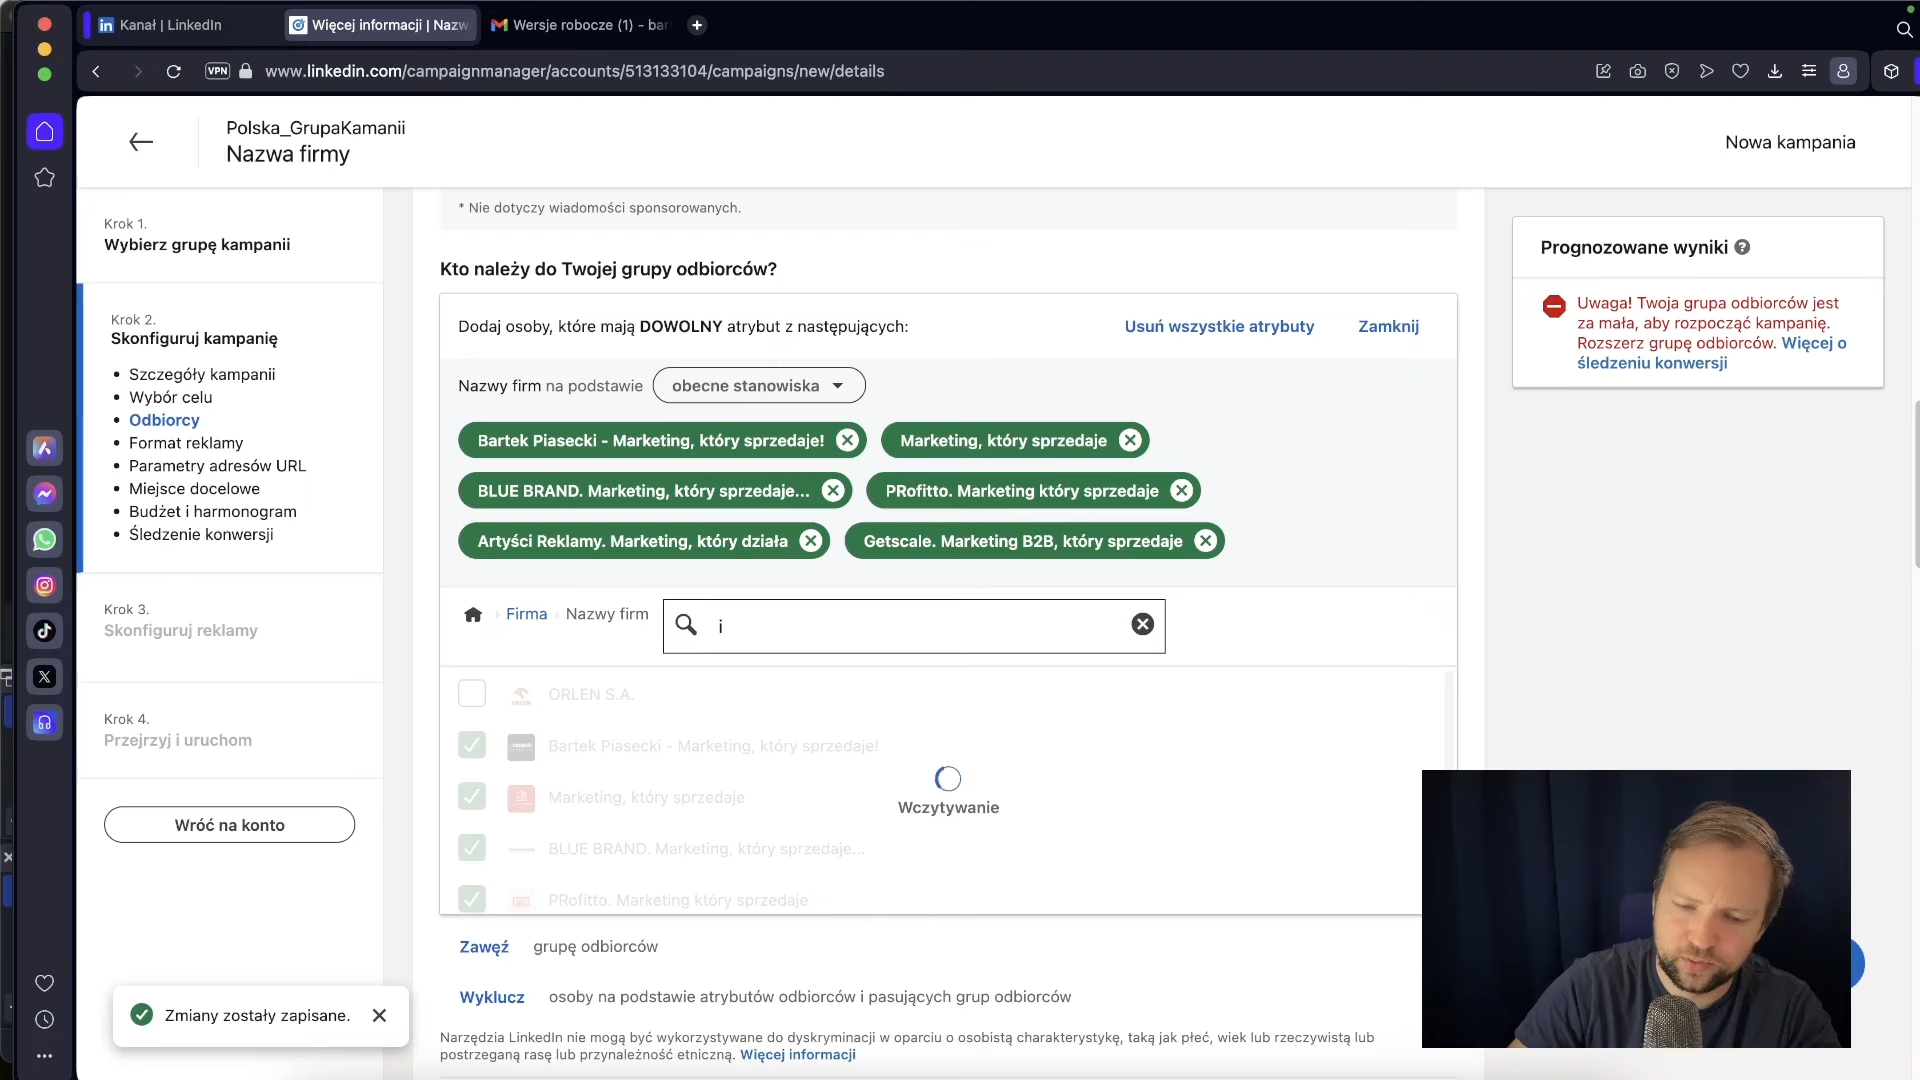 Kanał | LinkedIn
Więcej informacji | Nazw
Wersje robocze (1) - bar
VPN
www.linkedin.com/campaignmanager/accounts/513133104/campaigns/new/details
Polska_GrupaKamanii
Nazwa firmy
Nowa kampania
Krok 1.
Wybierz grupę kampanii
Krok 2.
Skonfiguruj kampanię
Szczegóły kampanii
Wybór celu
Odbiorcy
Format reklamy
Parametry adresów URL
Miejsce docelowe
Budżet i harmonogram
Śledzenie konwersji
Krok 3.
Skonfiguruj reklamy
Krok 4.
Przejrzyj i uruchom
Wróć na konto
Zmiany zostały zapisane.
* Nie dotyczy wiadomości sponsorowanych.
Kto należy do Twojej grupy odbiorców?
Dodaj osoby, które mają DOWOLNY atrybut z następujących:
Usuń wszystkie atrybuty
Zamknij
Nazwy firm na podstawie
obecne stanowiska
Bartek Piasecki - Marketing, który sprzedaje!
Marketing, który sprzedaje
BLUE BRAND. Marketing, który sprzedaje...
PRofitto. Marketing który sprzedaje
Artyści Reklamy. Marketing, który działa
Getscale. Marketing B2B, który sprzedaje
Firma
Nazwy firm
i
ORLEN S.A.
Bartek Piasecki - Marketing, który sprzedaje!
Marketing, który sprzedaje
BLUE BRAND. Marketing, który sprzedaje...
PRofitto. Marketing który sprzedaje
Wczytywanie
Zawęź grupę odbiorców
Wyklucz osoby na podstawie atrybutów odbiorców i pasujących grup odbiorców
Narzędzia LinkedIn nie mogą być wykorzystywane do dyskryminacji w oparciu o osobistą charakterystykę, taką jak płeć, wiek lub rzeczywistą lub
postrzeganą rasę lub przynależność etniczną. Więcej informacji
Prognozowane wyniki
Uwaga! Twoja grupa odbiorców jest
za mała, aby rozpocząć kampanię.
Rozszerz grupę odbiorców. Więcej o
śledzeniu konwersji